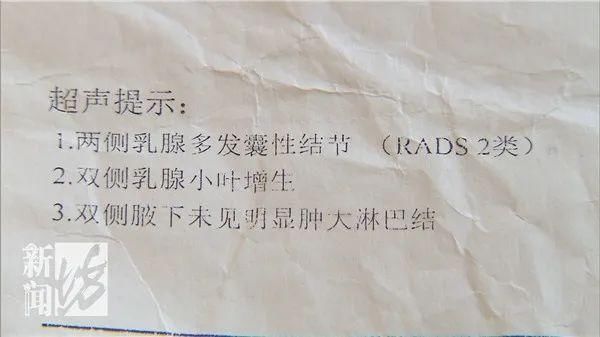 超声提示：
1.两侧乳腺多发囊性结节 （RADS 2类）
2.双侧乳腺小叶增生
3.双侧腋下未见明显肿大淋巴结
新闻坊